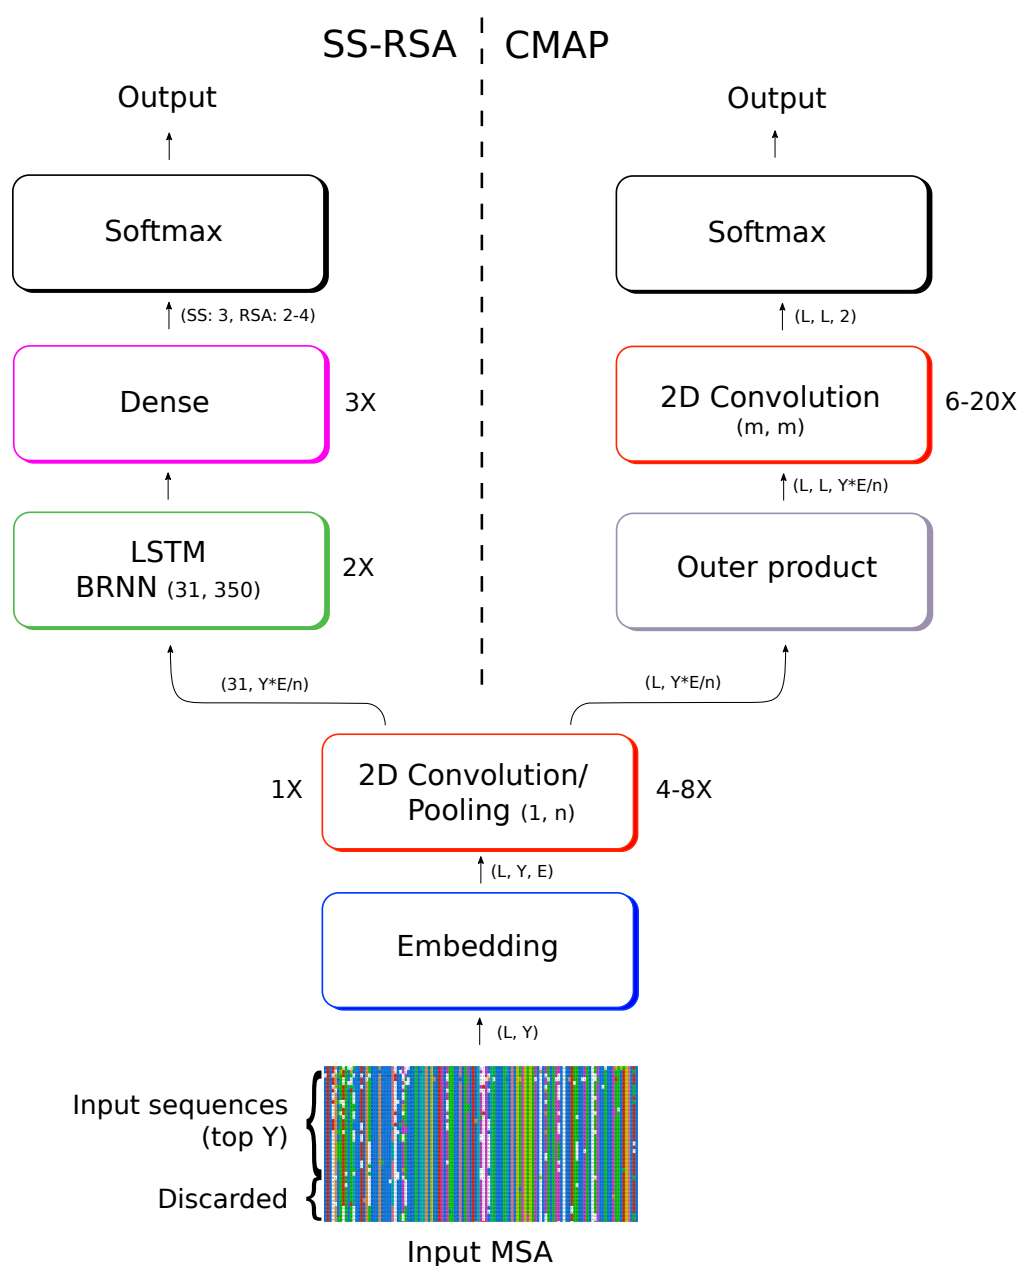 SS-RSA
CMAP
Output
Output
Softmax
Softmax
(SS: 3, RSA: 2-4)
(L, L, 2)
Dense
3X
2D Convolution
(m, m)
6-20X
(L, L, Y*E/n)
LSTM
BRNN (31, 350)
2X
Outer product
(31, Y*E/n)
(L, Y*E/n)
1X
2D Convolution/
Pooling (1, n)
4-8X
(L, Y, E)
Embedding
(L, Y)
Input sequences
(top Y)
Discarded
Input MSA